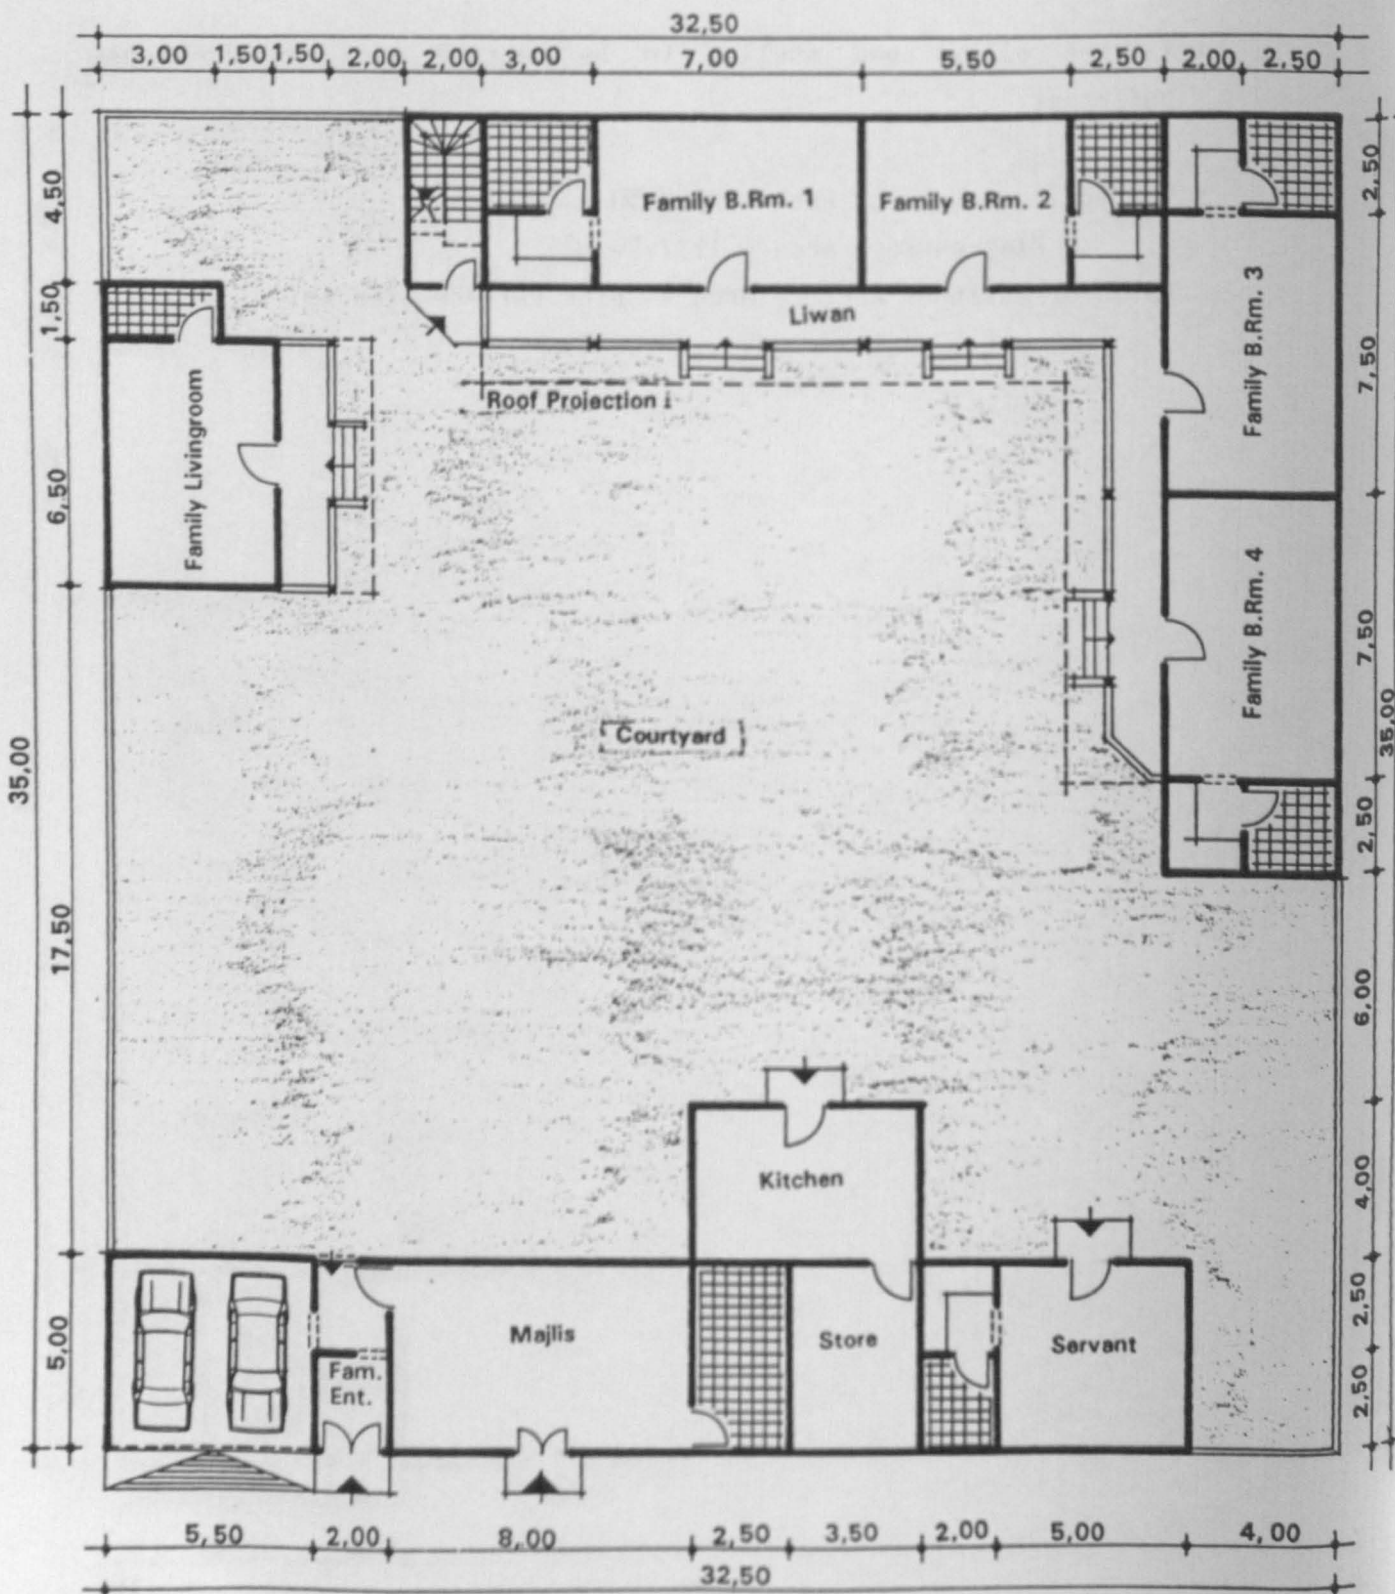 32,50
3,00 1,50 1,50 2,00 2,00 3,00 7,00 5,50 2,50 2,00 2,50
4,50
1,50
6,50
35,00
17,50
5,00
Family B.Rm. 1
Family B.Rm. 2
Liwan
Roof Projection
Family Livingroom
Family B.Rm. 3
Family B.Rm. 4
Courtyard
Kitchen
Majlis
Store
Servant
Fam.
Ent.
2,50
7,50
7,50
35,00
2,50
6,00
4,00
2,50
2,50
5,50 2,00 8,00 2,50 3,50 2,00 5,00 4,00
32,50